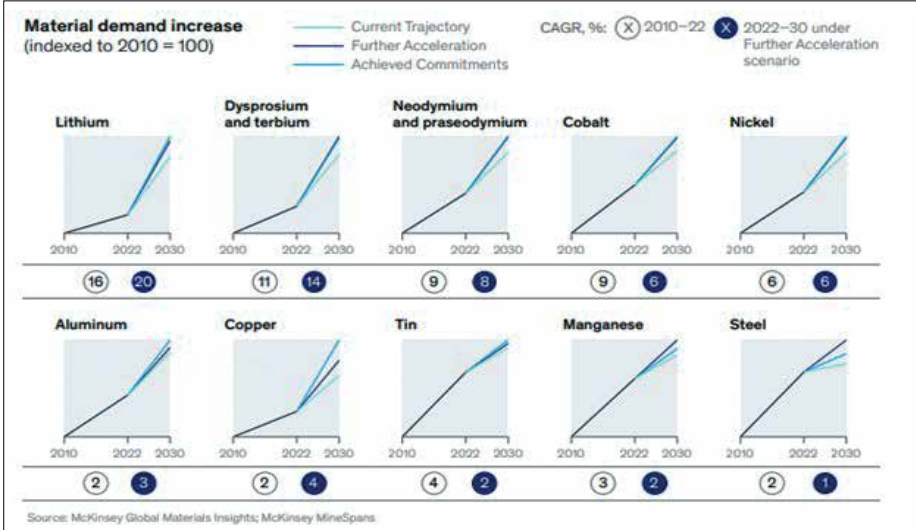 Material demand increase
(indexed to 2010 = 100)
Current Trajectory
Further Acceleration
Achieved Commitments
CAGR, %: X 2010–22 X 2022–30 under
Further Acceleration
scenario
Lithium
2010 2022 2030
16 20
Dysprosium
and terbium
2010 2022 2030
11 14
Neodymium
and praseodymium
2010 2022 2030
9 8
Cobalt
2010 2022 2030
9 6
Nickel
2010 2022 2030
6 6
Aluminum
2010 2022 2030
2 3
Copper
2010 2022 2030
2 4
Tin
2010 2022 2030
4 2
Manganese
2010 2022 2030
3 2
Steel
2010 2022 2030
2 1
Source: McKinsey Global Materials Insights; McKinsey MineSpans